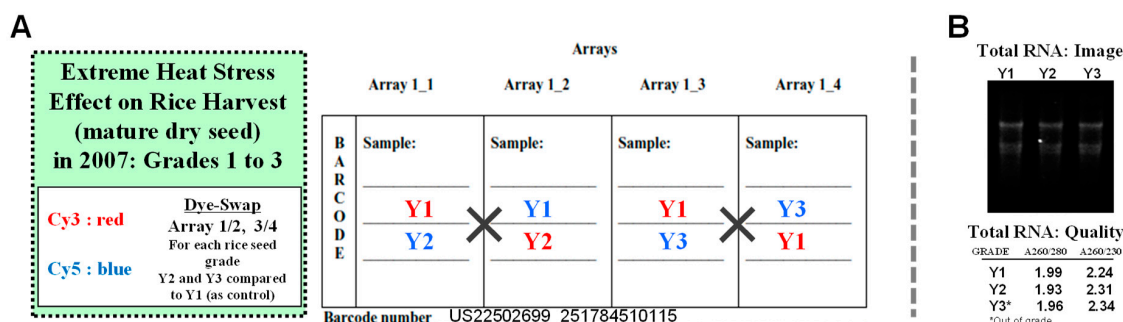 A
Extreme Heat Stress
Effect on Rice Harvest
(mature dry seed)
in 2007: Grades 1 to 3
Cy3 : red
Cy5 : blue
Dye-Swap
Array 1/2, 3/4
For each rice seed
grade
Y2 and Y3 compared
to Y1 (as control)
Arrays
Array 1_1 Array 1_2 Array 1_3 Array 1_4
BARCODE
Sample: Sample: Sample: Sample:
Y1 Y1 Y1 Y3
Y2 Y2 Y3 Y1
Barcode number US22502699_251784510115
B
Total RNA: Image
Y1 Y2 Y3
Total RNA: Quality
GRADE A260/280 A260/230
Y1 1.99 2.24
Y2 1.93 2.31
Y3* 1.96 2.34
*Out of grade